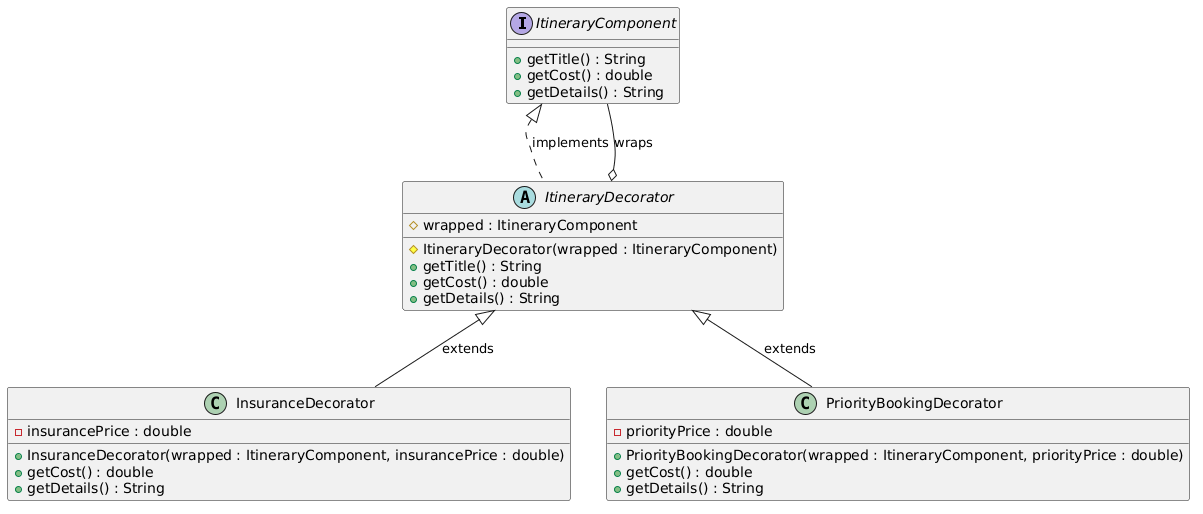 I ItineraryComponent
getTitle() : String
getCost() : double
getDetails() : String
implements wraps
A ItineraryDecorator
wrapped : ItineraryComponent
ItineraryDecorator(wrapped : ItineraryComponent)
getTitle() : String
getCost() : double
getDetails() : String
extends
extends
C InsuranceDecorator
insurancePrice : double
InsuranceDecorator(wrapped : ItineraryComponent, insurancePrice : double)
getCost() : double
getDetails() : String
C PriorityBookingDecorator
priorityPrice : double
PriorityBookingDecorator(wrapped : ItineraryComponent, priorityPrice : double)
getCost() : double
getDetails() : String